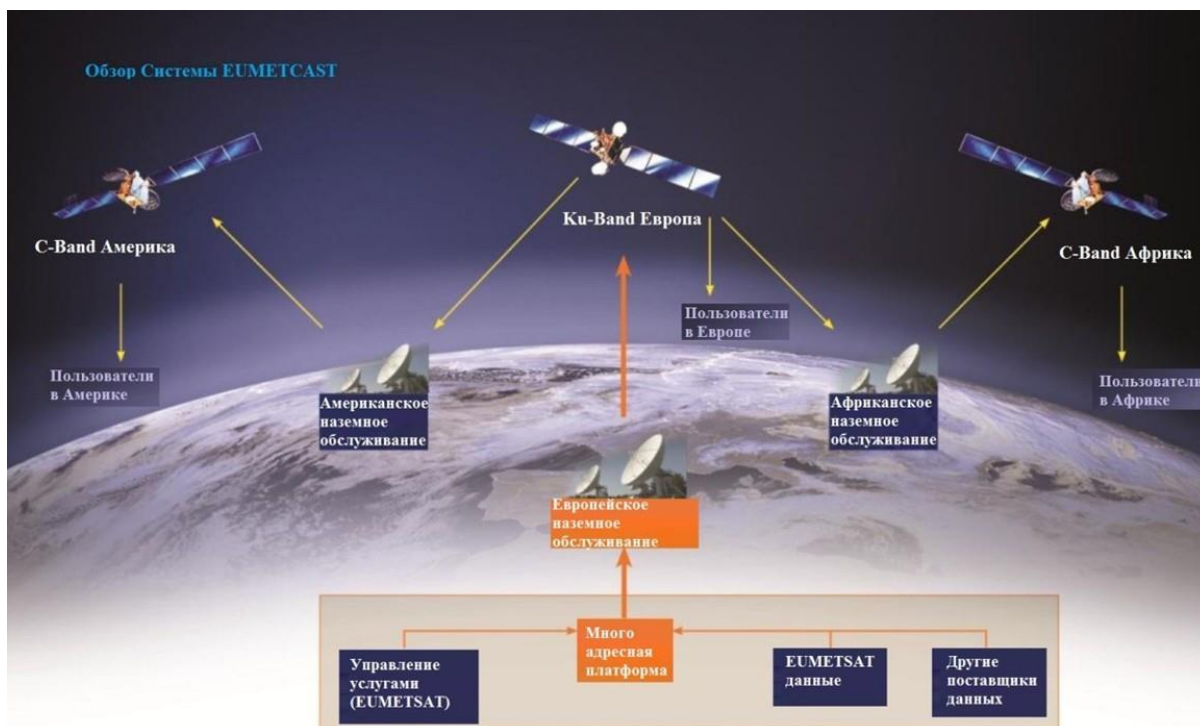 Обзор Системы EUMETCAST
Ku-Band Европа
C-Band Америка
C-Band Африка
Пользователи
в Европе
Пользователи
в Америке
Американское
наземное
обслуживание
Африканское
наземное
обслуживание
Пользователи
в Африке
Европейское
наземное
обслуживание
Много
адресная
платформа
Управление
услугами
(EUMETSAT)
EUMETSAT
данные
Другие
поставщики
данных